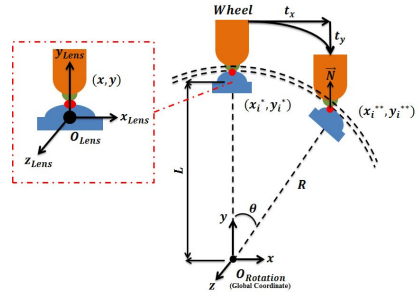 Wheel
t_x
t_y
y_Lens
(x, y)
x_Lens
O_Lens
z_Lens
N
(x_i^*, y_i^*)
(x_i^**, y_i^**)
L
R
θ
y
x
z
O_Rotation
(Global Coordinate)